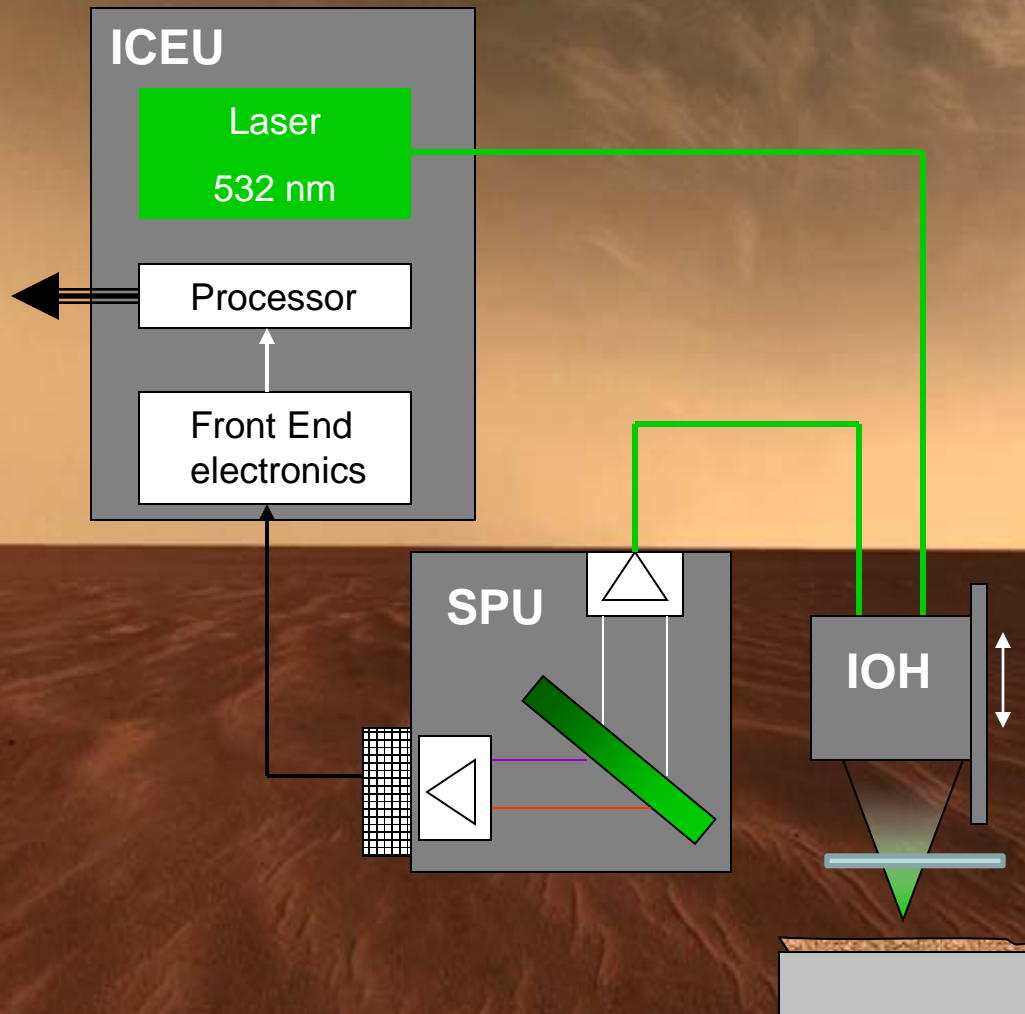 ICEU
Laser
532 nm
Processor
Front End
electronics
SPU
IOH